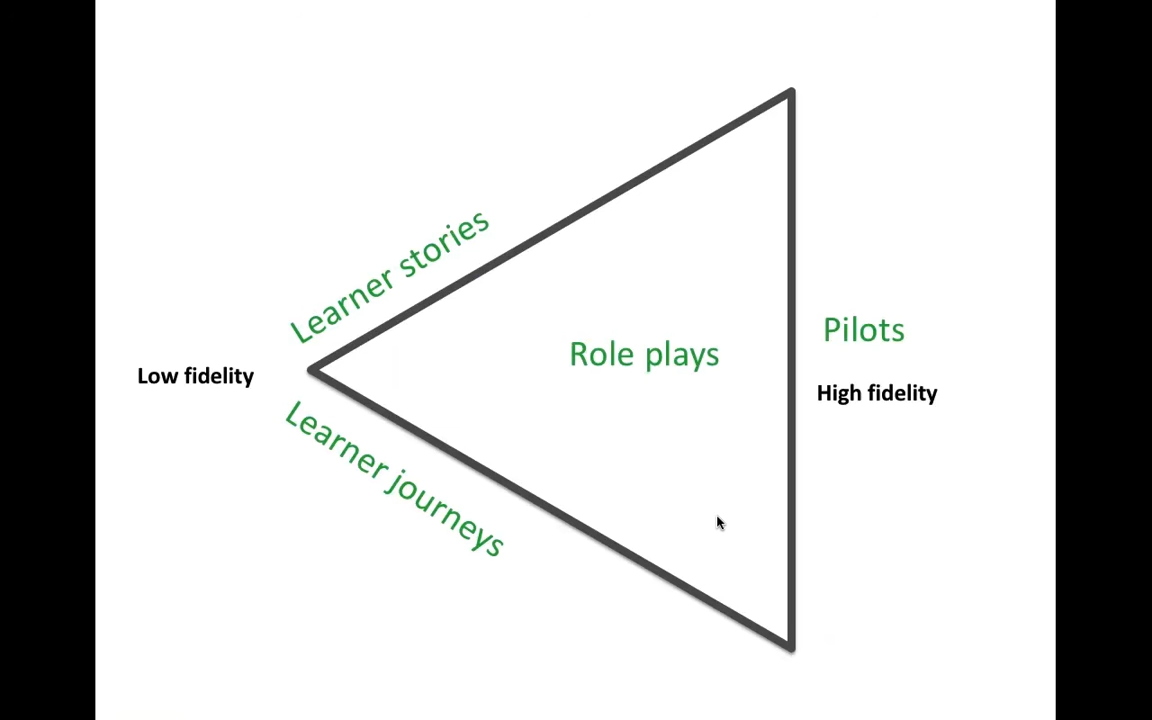 Learner stories
Low fidelity
Role plays
Pilots
High fidelity
Learner journeys